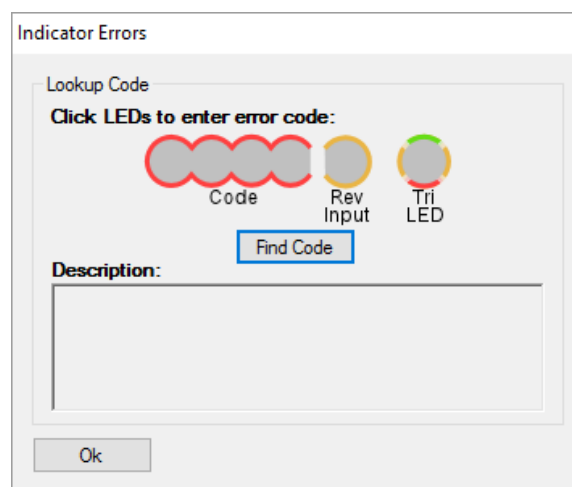 Indicator Errors
Lookup Code
Click LEDs to enter error code:
Code
Rev
Input
Tri
LED
Find Code
Description:
Ok